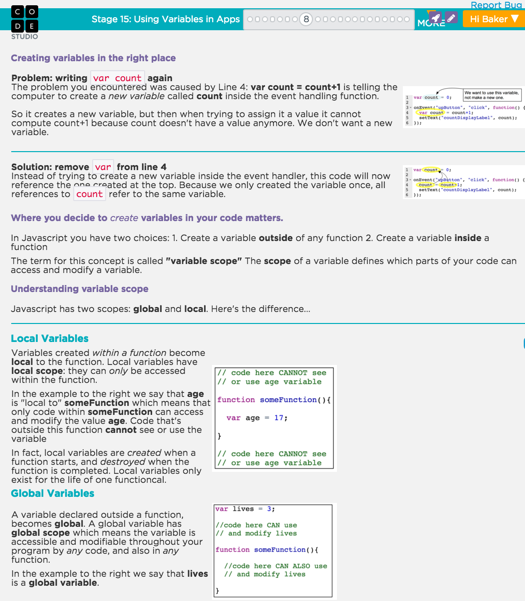 Report Bug
C O
D E
STUDIO
Stage 15: Using Variables in Apps
8
MORE
Hi Baker
Creating variables in the right place
Problem: writing var count again
The problem you encountered was caused by Line 4: var count = count+1 is telling the
computer to create a new variable called count inside the event handling function.
So it creates a new variable, but then when trying to assign it a value it cannot
compute count+1 because count doesn't have a value anymore. We don't want a new
variable.
We want to use this variable,
not make a new one.
1 var count = 0;
2
3 onEvent("upButton", "click", function() {
4 var count = count+1;
5 setText("countDisplayLabel", count);
6 });
Solution: remove var from line 4
Instead of trying to create a new variable inside the event handler, this code will now
reference the one created at the top. Because we only created the variable once, all
references to count refer to the same variable.
1 var count = 0;
2
3 onEvent("upButton", "click", function() {
4 count = count+1;
5 setText("countDisplayLabel", count);
6 });
Where you decide to create variables in your code matters.
In Javascript you have two choices: 1. Create a variable outside of any function 2. Create a variable inside a
function
The term for this concept is called "variable scope" The scope of a variable defines which parts of your code can
access and modify a variable.
Understanding variable scope
Javascript has two scopes: global and local. Here's the difference...
Local Variables
Variables created within a function become
local to the function. Local variables have
local scope: they can only be accessed
within the function.
In the example to the right we say that age
is "local to" someFunction which means that
only code within someFunction can access
and modify the value age. Code that's
outside this function cannot see or use the
variable
In fact, local variables are created when a
function starts, and destroyed when the
function is completed. Local variables only
exist for the life of one functioncal.
// code here CANNOT see
// or use age variable
function someFunction(){
var age = 17;
}
// code here CANNOT see
// or use age variable
Global Variables
A variable declared outside a function,
becomes global. A global variable has
global scope which means the variable is
accessible and modifiable throughout your
program by any code, and also in any
function.
In the example to the right we say that lives
is a global variable.
var lives = 3;
//code here CAN use
// and modify lives
function someFunction(){
//code here CAN ALSO use
// and modify lives
}